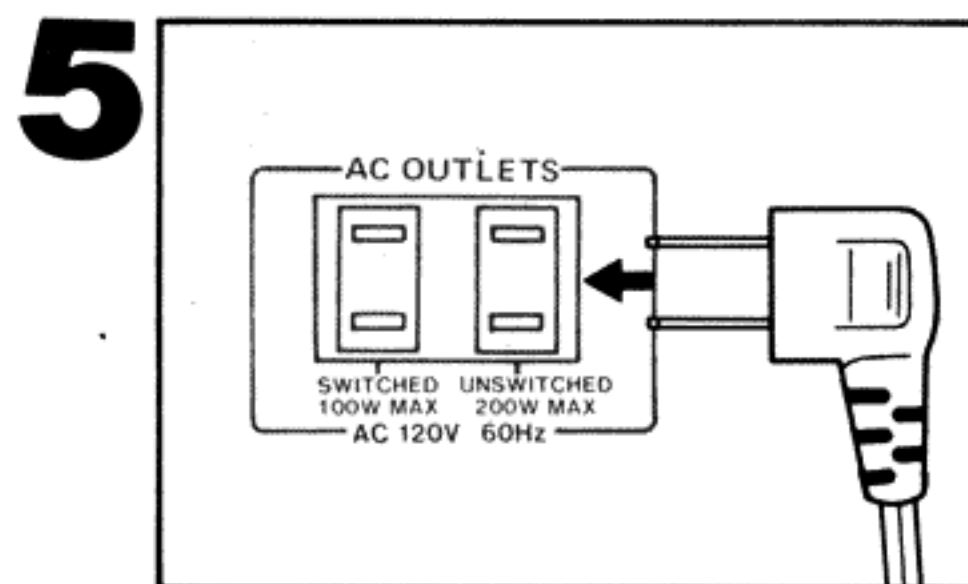 5
AC OUTLETS
SWITCHED UNSWITCHED
100W MAX 200W MAX
AC 120V 60Hz